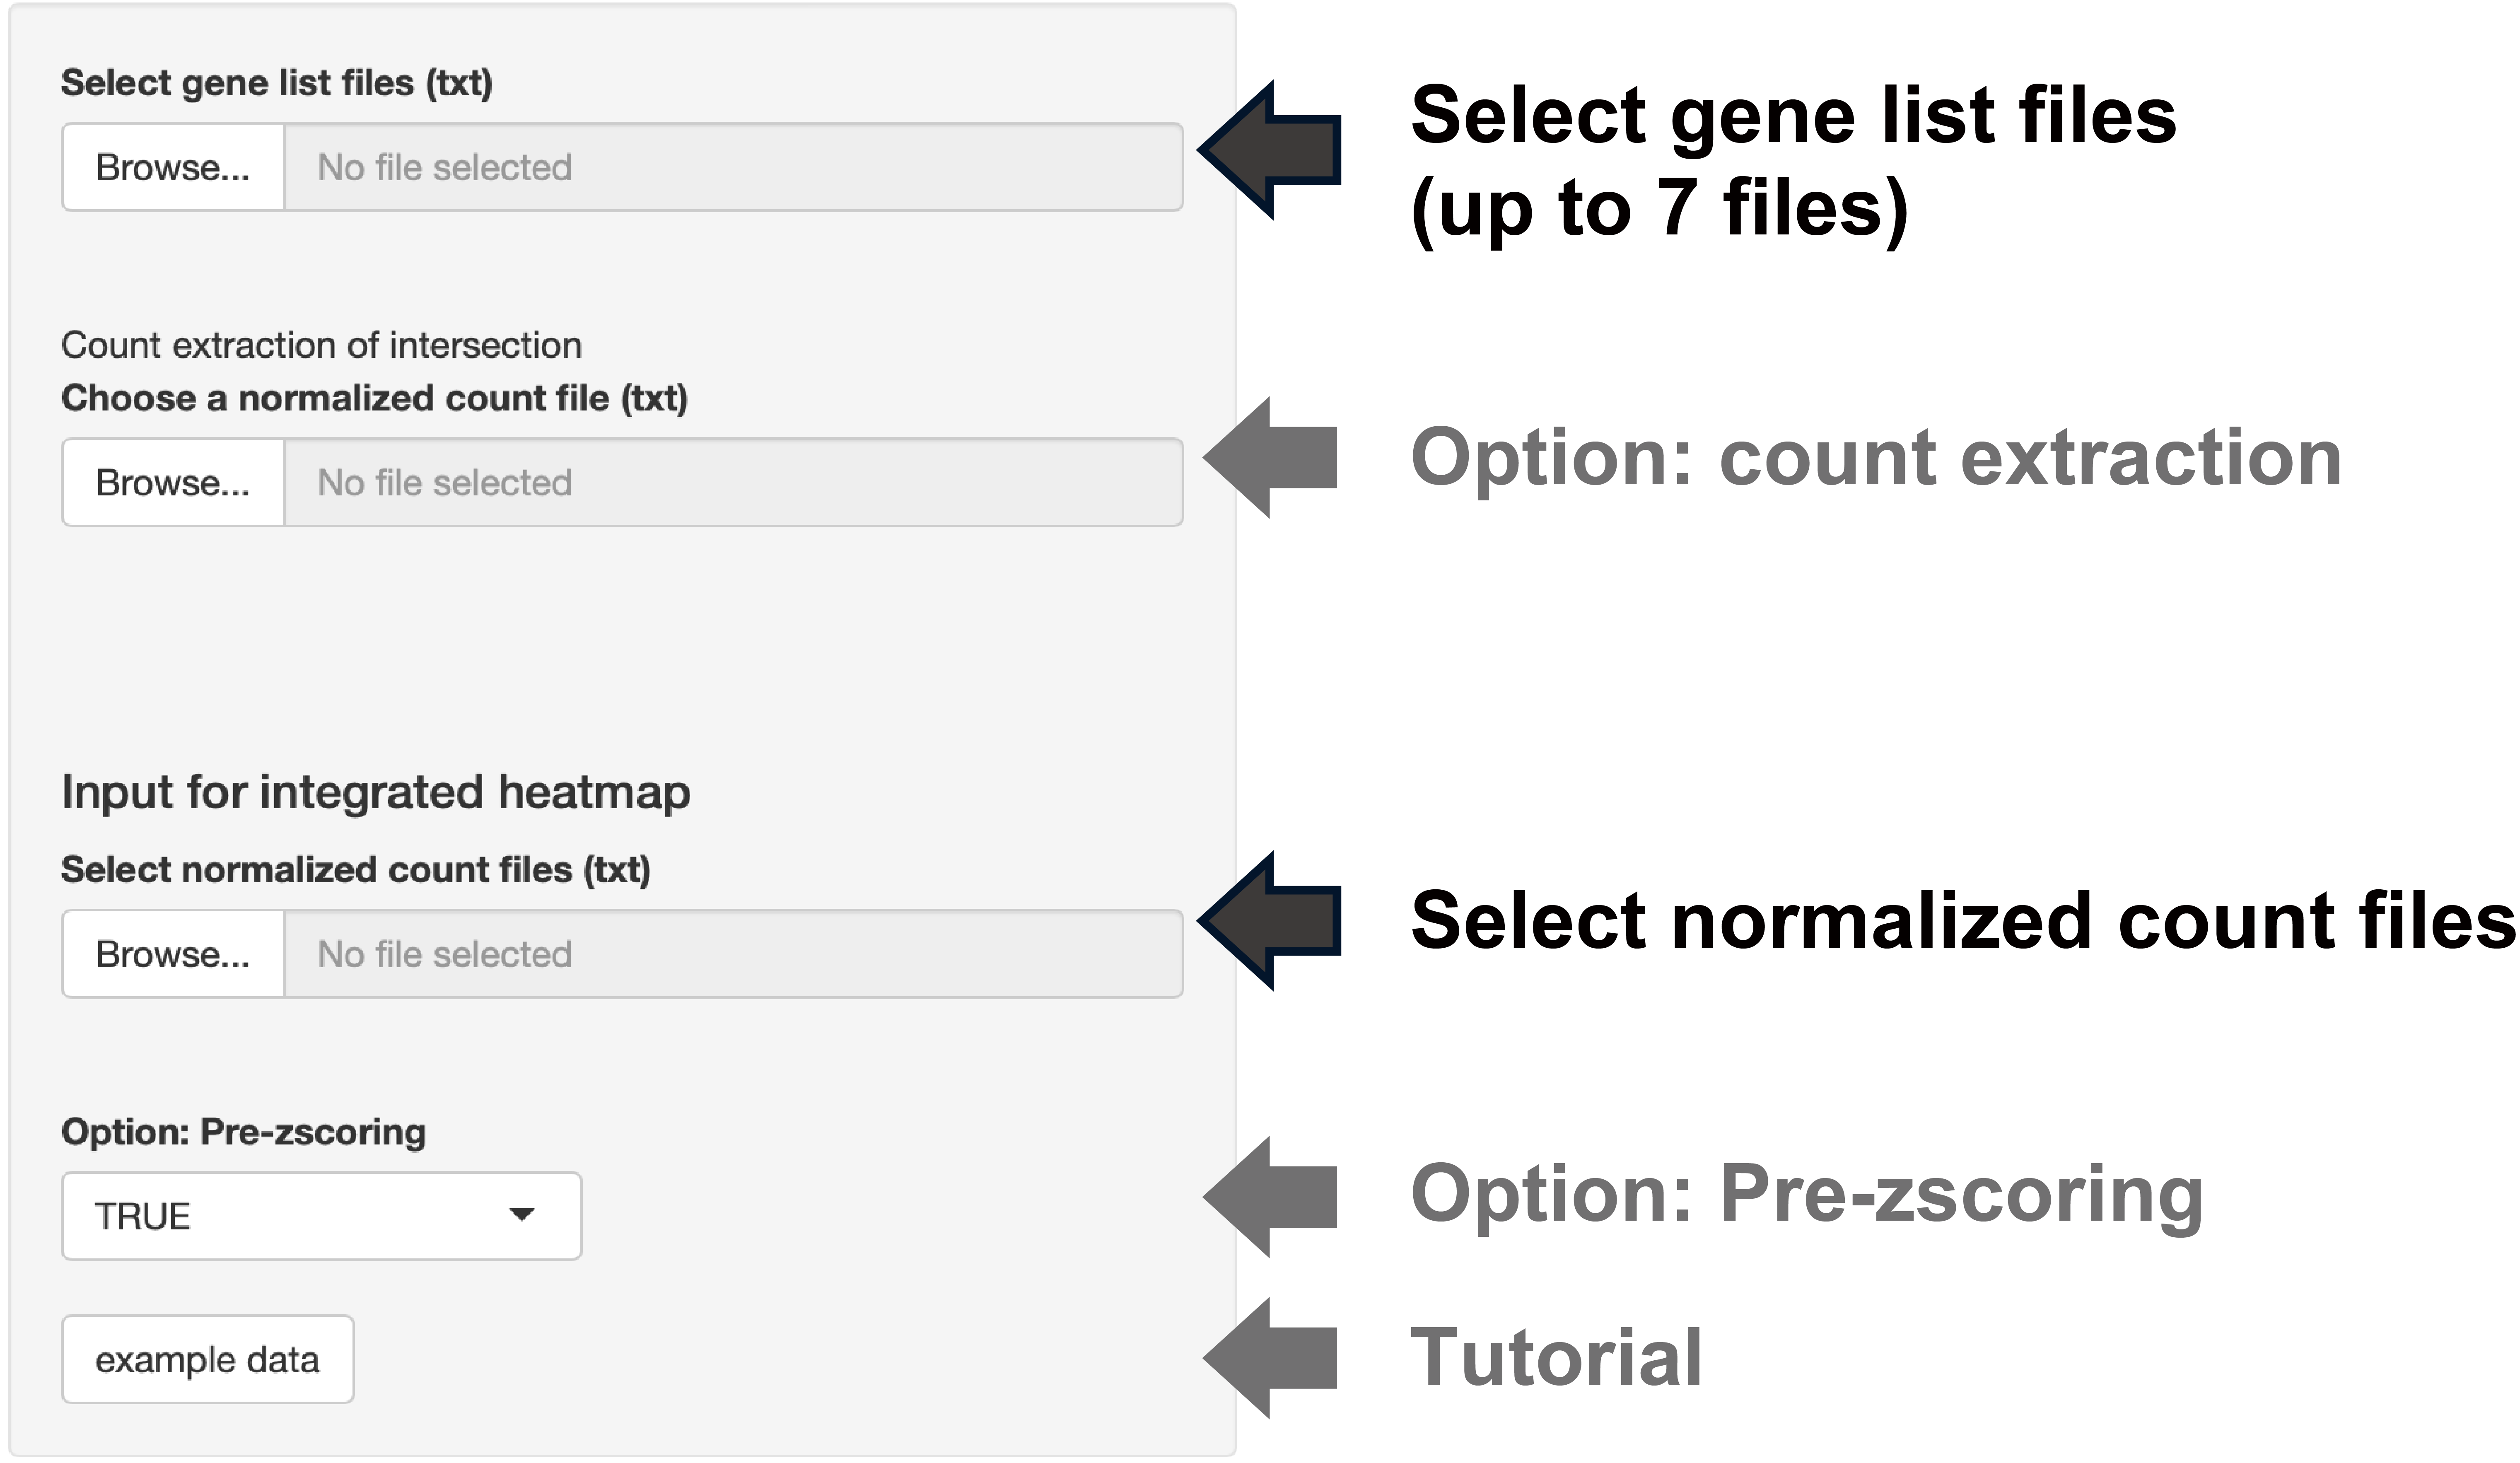 Select gene list files (txt)
Browse...
No file selected
Select gene list files
(up to 7 files)
Count extraction of intersection
Choose a normalized count file (txt)
Browse...
No file selected
Option: count extraction
Input for integrated heatmap
Select normalized count files (txt)
Browse...
No file selected
Select normalized count files
Option: Pre-zscoring
TRUE
Option: Pre-zscoring
example data
Tutorial